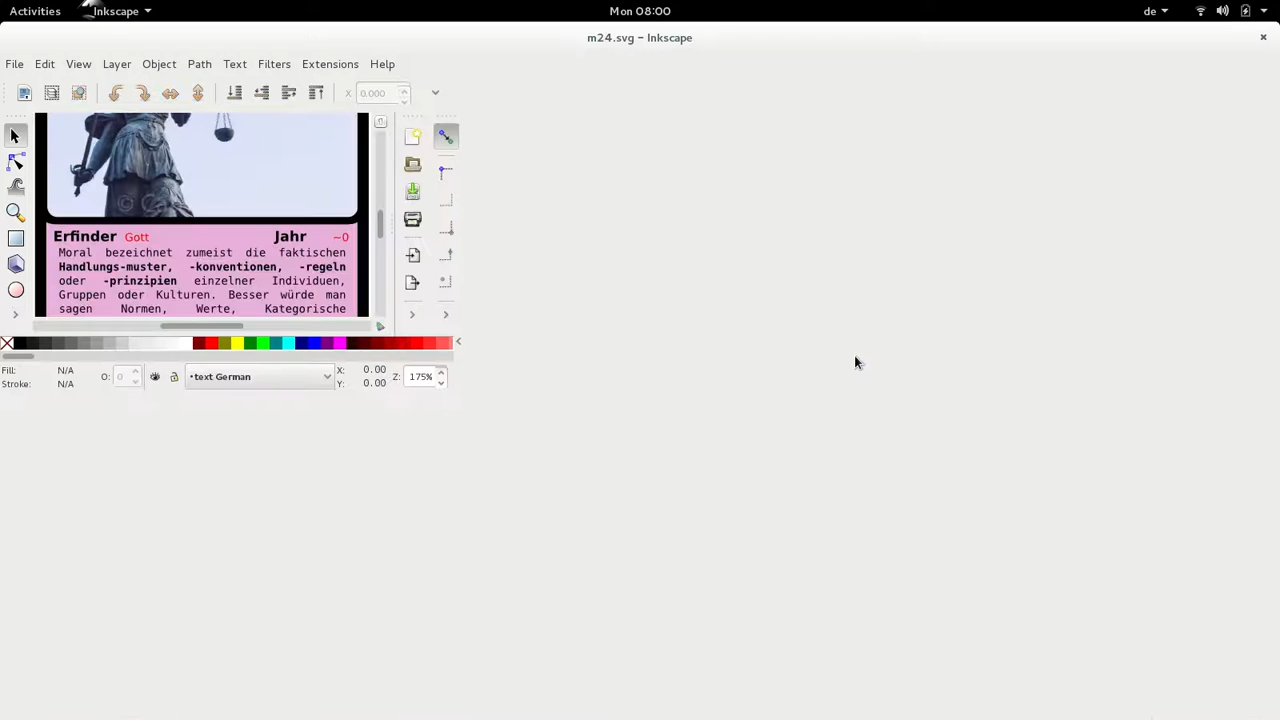 Activities Inkscape Mon 08:00 de
m24.svg - Inkscape
File Edit View Layer Object Path Text Filters Extensions Help
X 0.000
Erfinder Gott Jahr ~0
Moral bezeichnet zumeist die faktischen
Handlungs-muster, -konventionen, -regeln
oder -prinzipien einzelner Individuen,
Gruppen oder Kulturen. Besser würde man
sagen Normen, Werte, Kategorische
Fill: N/A O: 0 •text German X: 0.00 Z: 175%
Stroke: N/A Y: 0.00